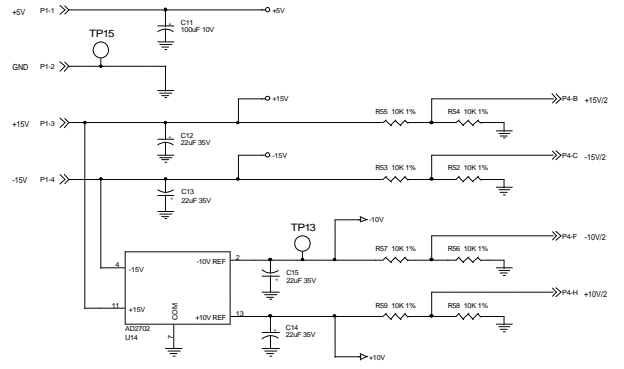 +5V P1-1
C11
100uF 10V
+5V
TP15
GND P1-2
+15V
R55 10K 1% R54 10K 1%
P4-B +15V/2
+15V P1-3
C12
22uF 35V
-15V
R53 10K 1% R52 10K 1%
P4-C -15V/2
-15V P1-4
C13
22uF 35V
TP13
-10V
P4-F -10V/2
R57 10K 1% R56 10K 1%
4 -15V
-10V REF 2
C15
22uF 35V
P4-H +10V/2
R59 10K 1% R58 10K 1%
11 +15V
COM
7
+10V REF 13
C14
22uF 35V
AD2702
U14
+10V